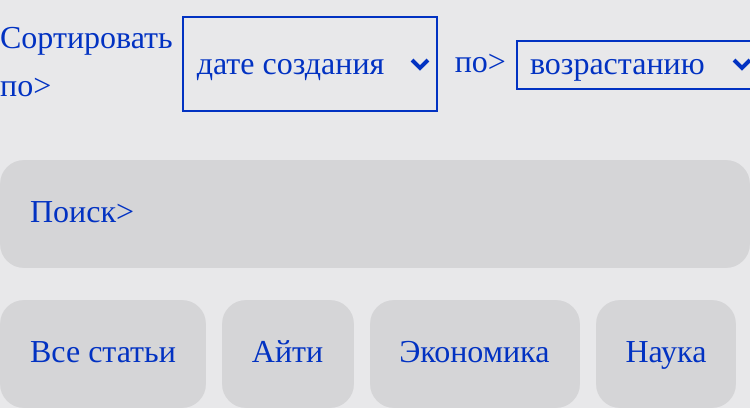 Сортировать
по>
дате создания
по>
возрастанию
Поиск>
Все статьи
Айти
Экономика
Наука